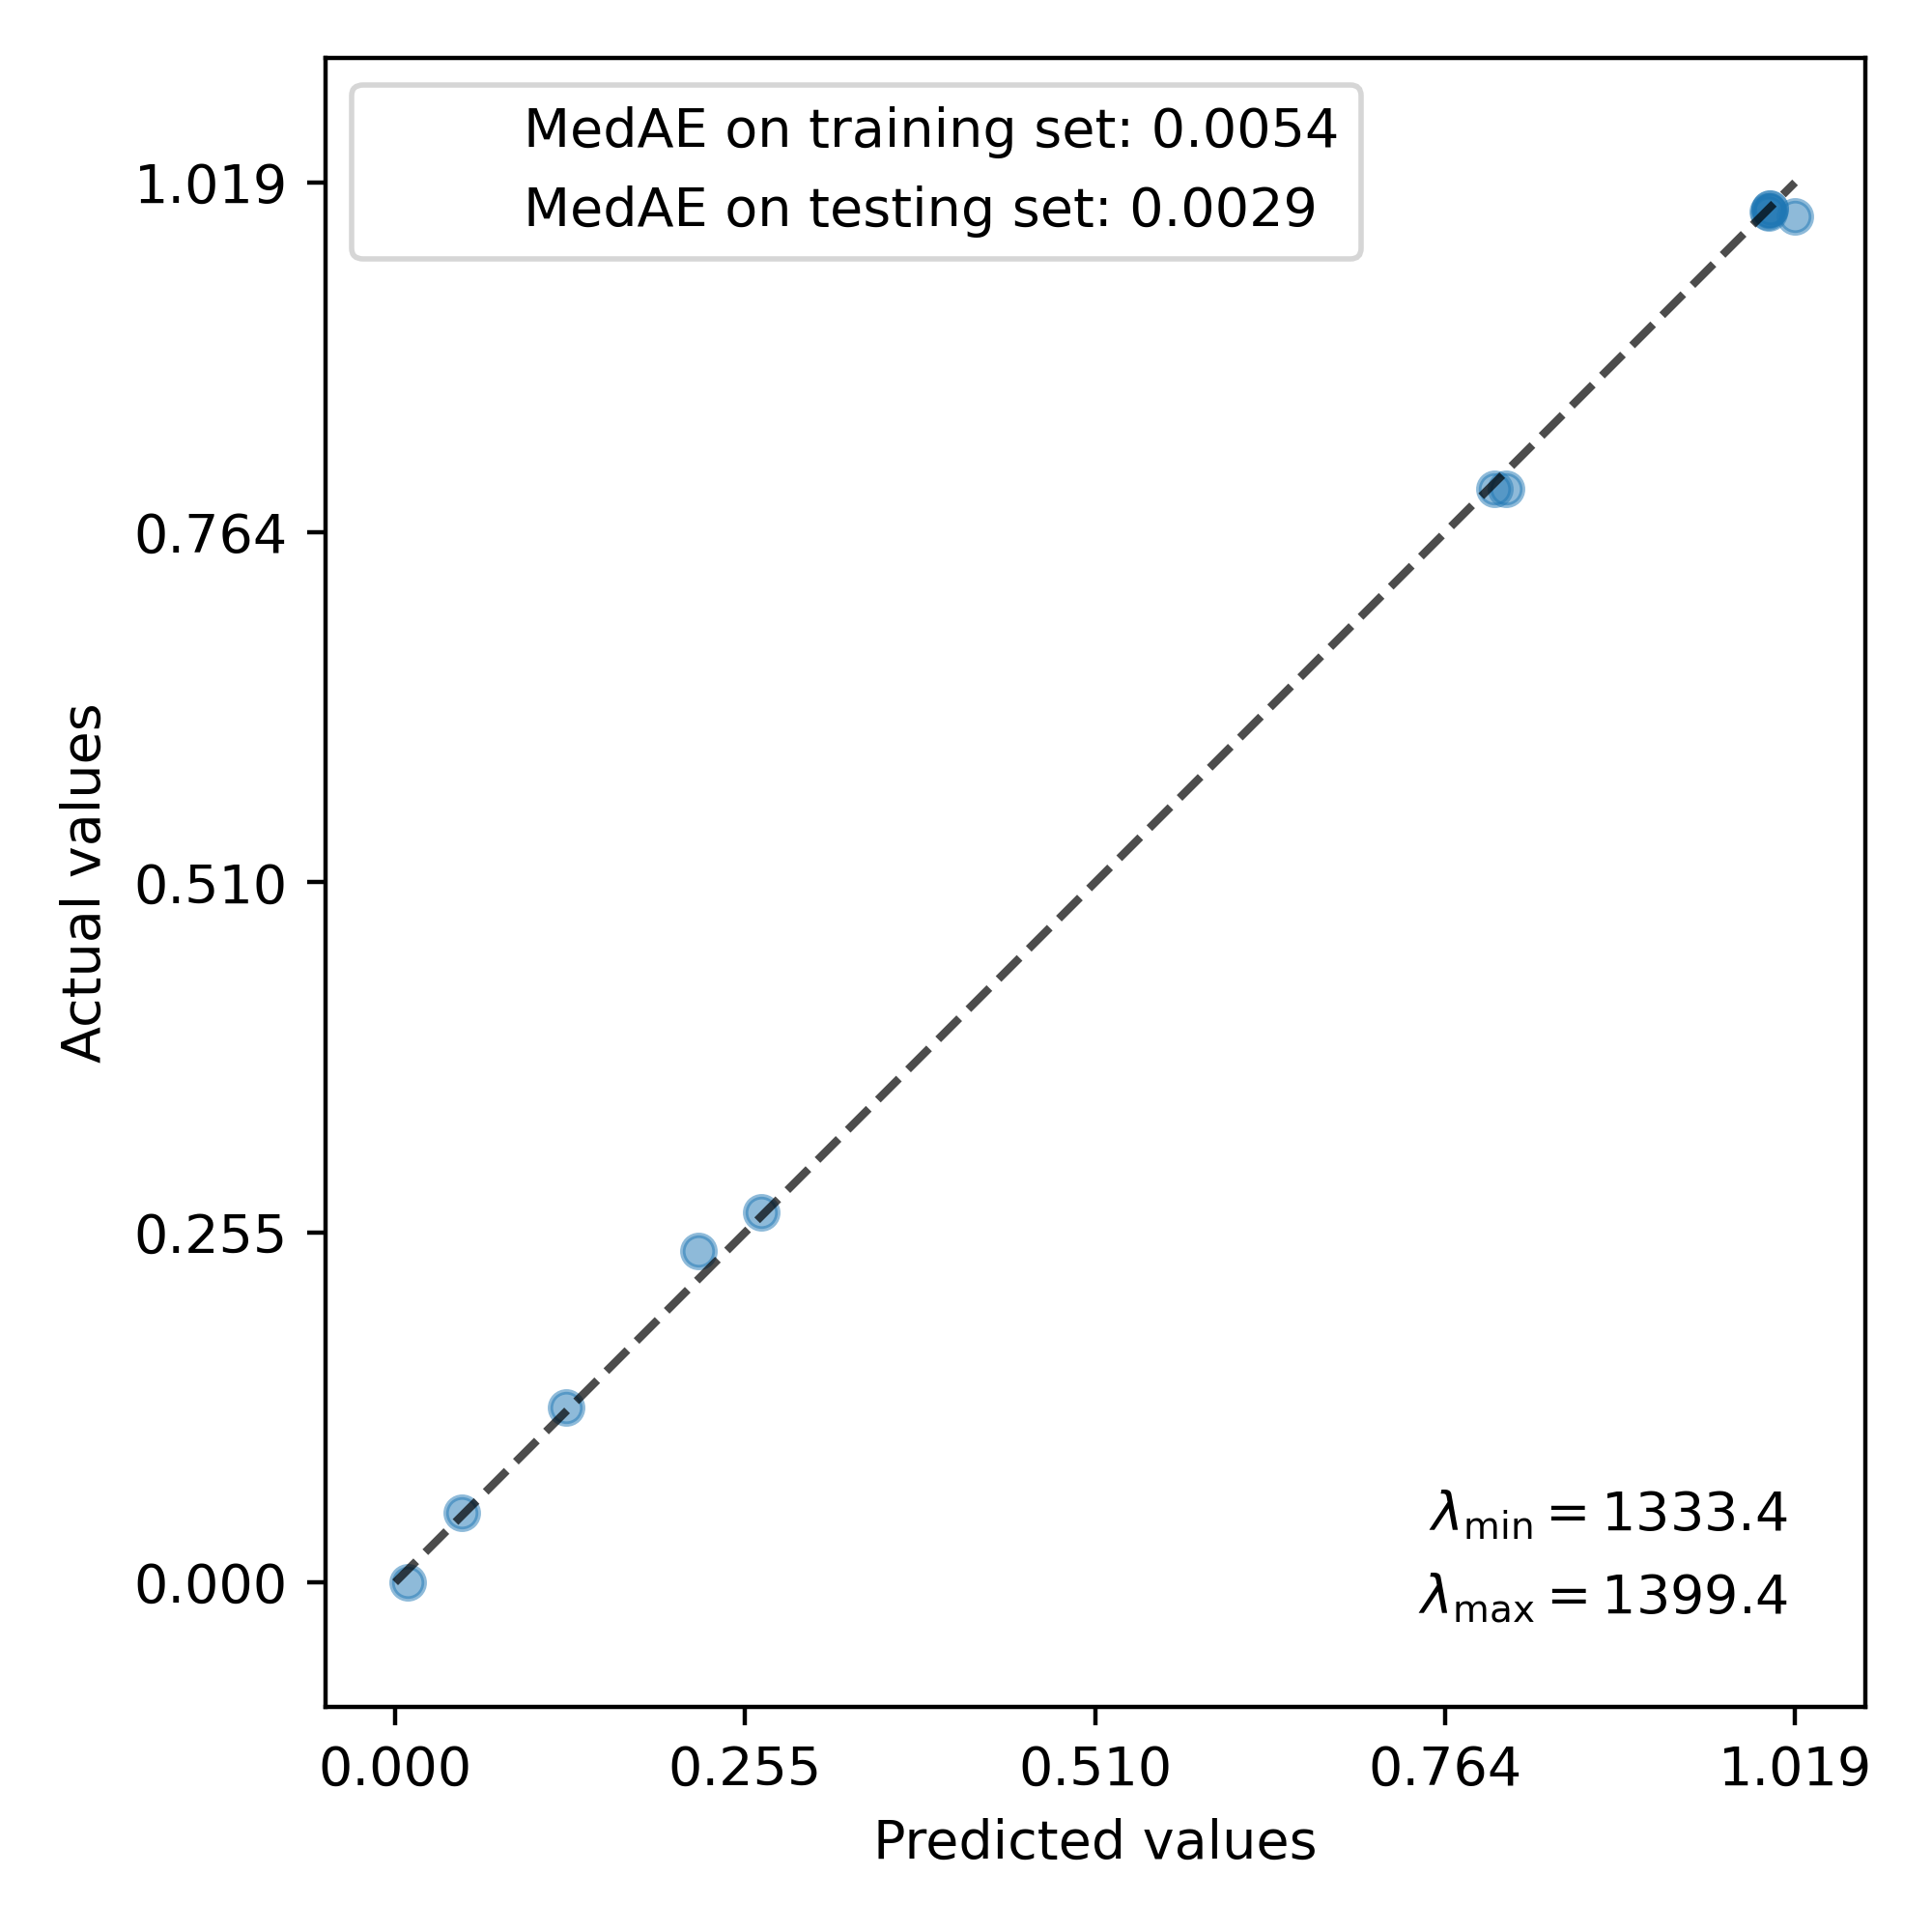 MedAE on training set: 0.0054
MedAE on testing set: 0.0029
1.019
0.764
0.510
0.255
0.000
Actual values
λmin = 1333.4
λmax = 1399.4
0.000 0.255 0.510 0.764 1.019
Predicted values